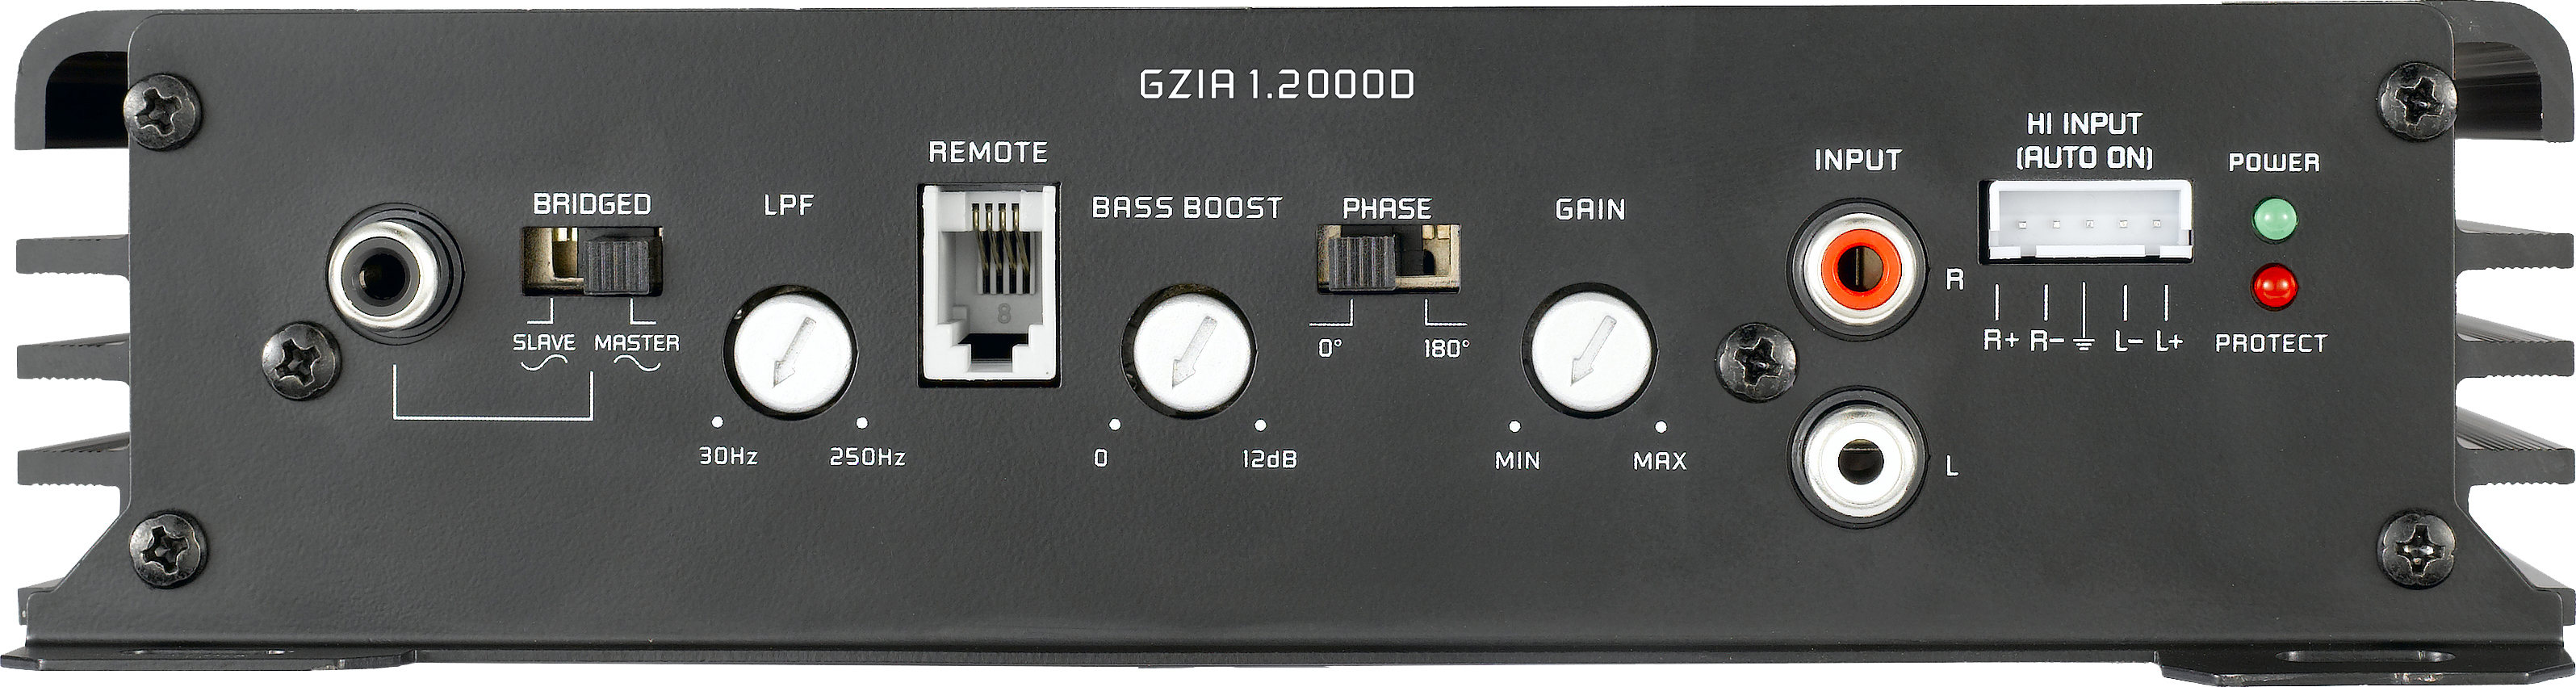 GZIA 1.2000D
REMOTE
BRIDGED
LPF
BASS BOOST
PHASE
GAIN
INPUT
HI INPUT
(AUTO ON)
POWER
R
8
SLAVE MASTER
0° 180°
R+ R- L- L+
PROTECT
30Hz 250Hz
0 12dB
MIN MAX
L